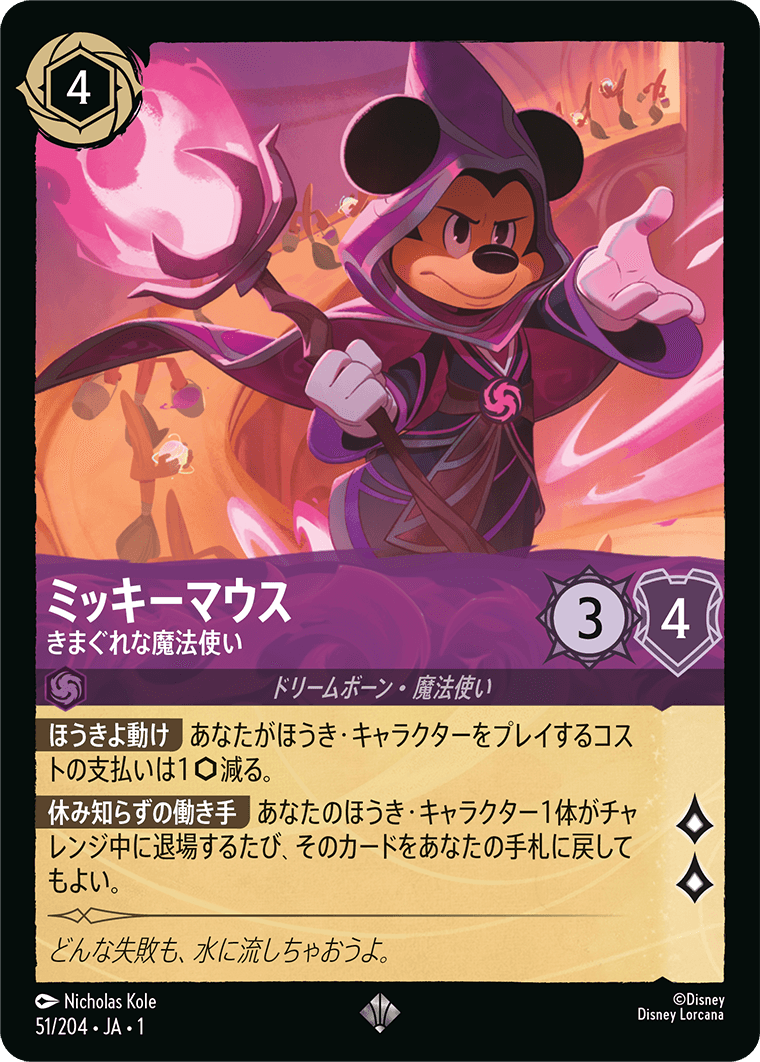 4
ミッキーマウス
きまぐれな魔法使い
3
4
ドリームボーン・魔法使い
ほうきよ動け あなたがほうき・キャラクターをプレイするコス
トの支払いは1⬡減る。
休み知らずの働き手 あなたのほうき・キャラクター1体がチャ
レンジ中に退場するたび、そのカードをあなたの手札に戻して
もよい。
どんな失敗も、水に流しちゃおうよ。
Nicholas Kole
51/204・JA・1
©Disney
Disney Lorcana